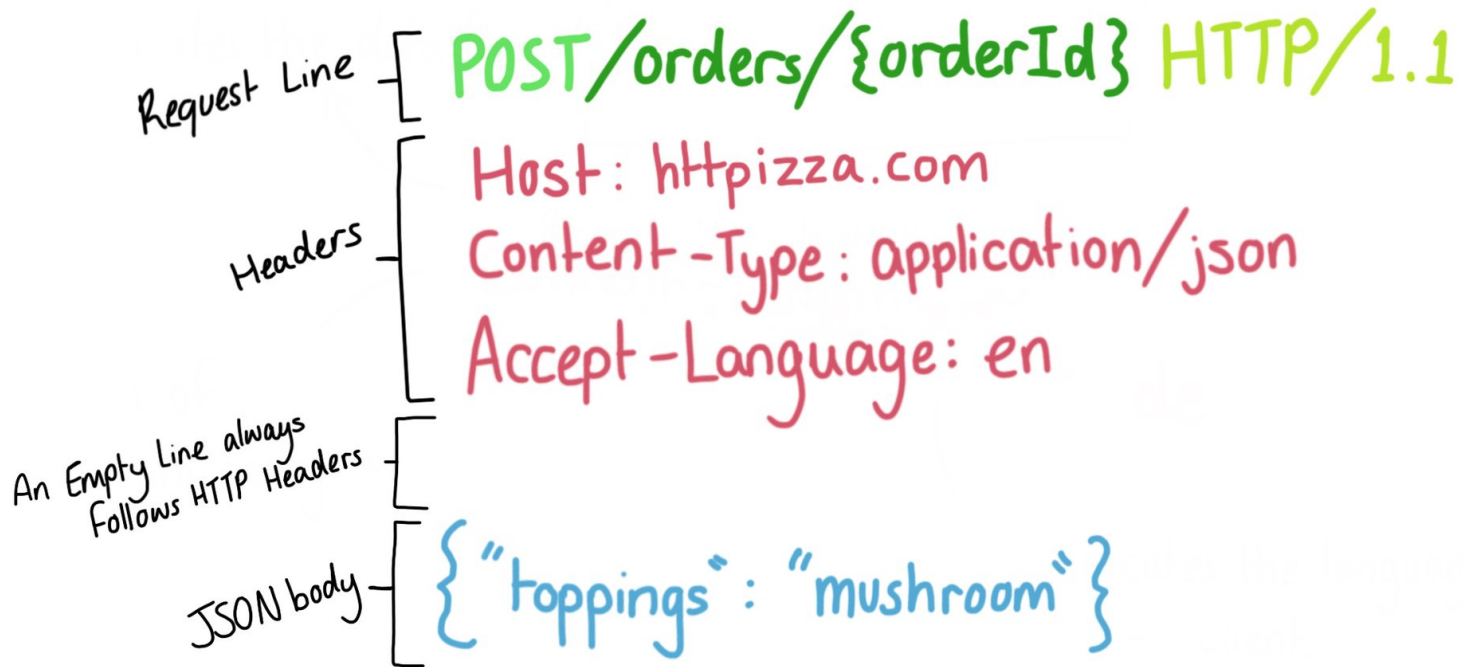 Request Line
POST/orders/{orderId} HTTP/1.1
Headers
Host: httpizza.com
Content-Type: application/json
Accept-Language: en
An Empty Line always
Follows HTTP Headers
JSON body
{"toppings": "mushroom"}